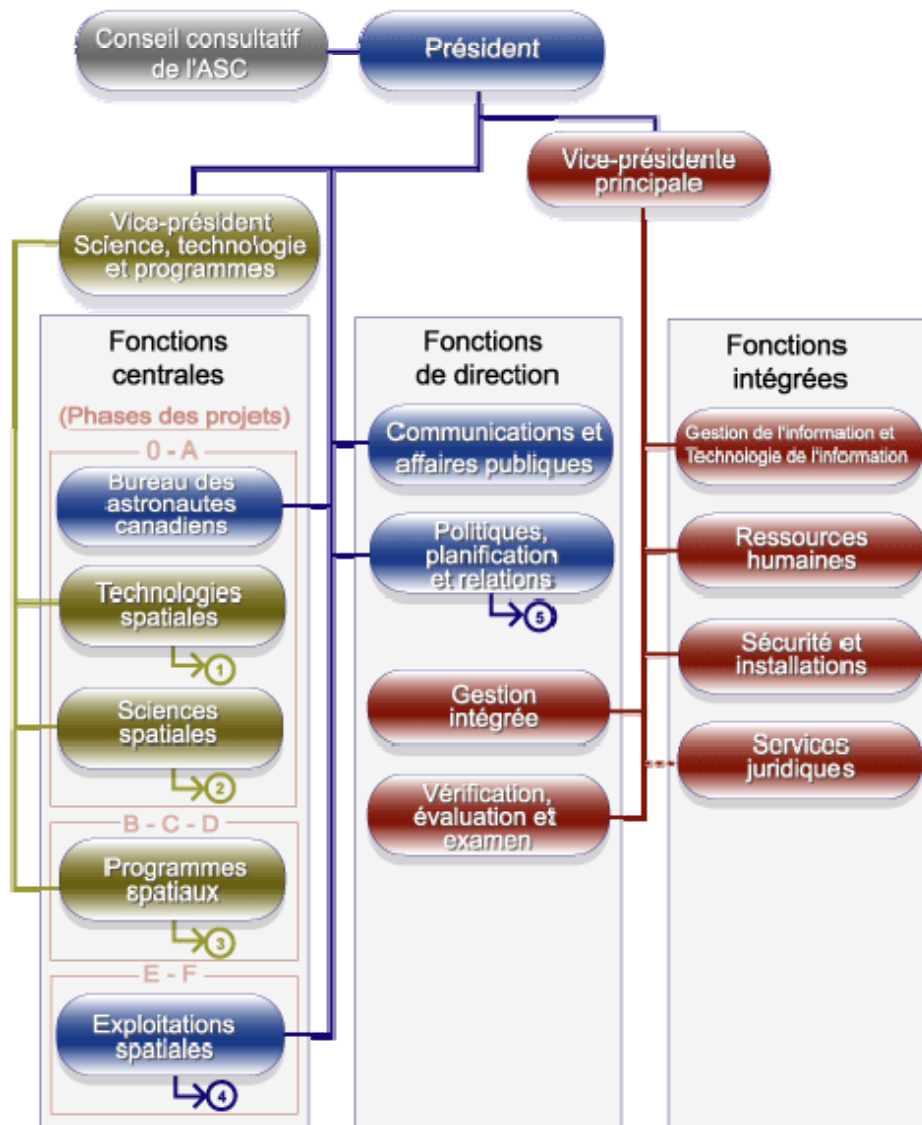 Conseil consultatif
de l'ASC
Président
Vice-présidente
principale
Vice-président
Science, technologie
et programmes
Fonctions
centrales
(Phases des projets)
0 - A
Bureau des
astronautes
canadiens
Technologies
spatiales
1
Sciences
spatiales
2
B - C - D
Programmes
spatiaux
3
E - F
Exploitations
spatiales
4
Fonctions
de direction
Communications et
affaires publiques
Politiques,
planification
et relations
5
Gestion
intégrée
Vérification,
évaluation et
examen
Fonctions
intégrées
Gestion de l'information et
Technologie de l'information
Ressources
humaines
Sécurité et
installations
Services
juridiques